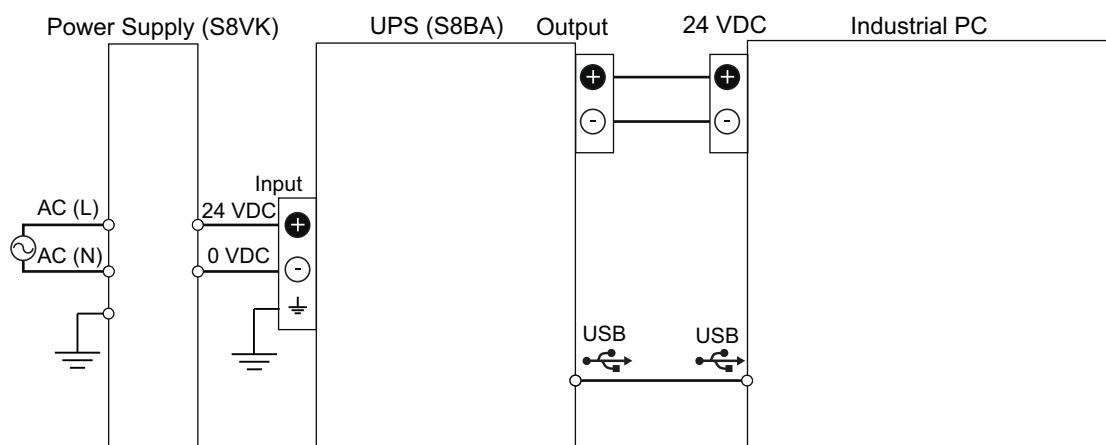 Power Supply (S8VK)
UPS (S8BA)
Output
24 VDC
Industrial PC
+
+
-
-
Input
AC (L)
24 VDC
+
AC (N)
0 VDC
-
USB
USB